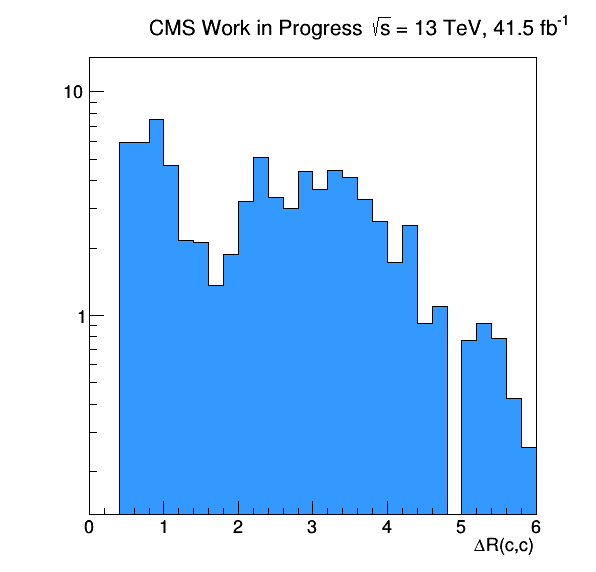 CMS Work in Progress √s = 13 TeV, 41.5 fb⁻¹
10
1
0 1 2 3 4 5 6
ΔR(c,c)